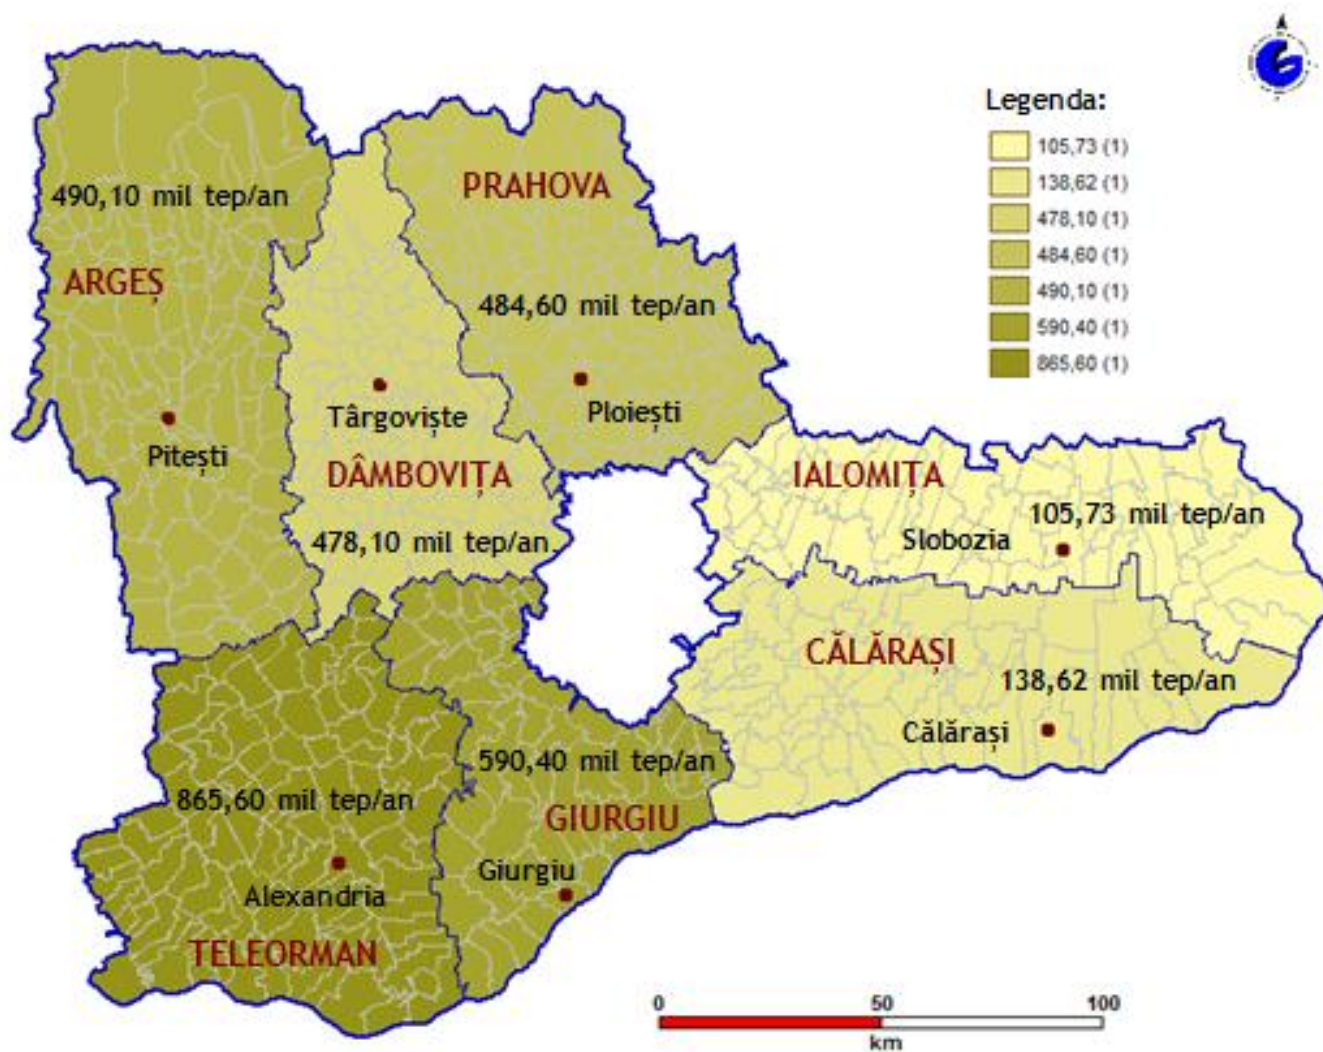 Legenda:
105,73 (1)
138,62 (1)
478,10 (1)
484,60 (1)
490,10 (1)
590,40 (1)
865,60 (1)
490,10 mil tep/an
ARGEȘ
Pitești
PRAHOVA
484,60 mil tep/an
Ploiești
Târgoviște
DÂMBOVIȚA
478,10 mil tep/an
IALOMIȚA
105,73 mil tep/an
Slobozia
CĂLĂRAȘI
138,62 mil tep/an
Călărași
590,40 mil tep/an
GIURGIU
Giurgiu
865,60 mil tep/an
Alexandria
TELEORMAN
0 50 100
km